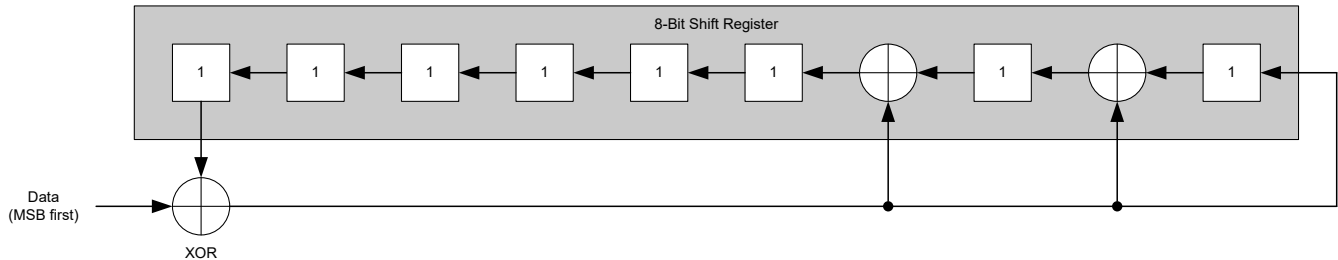 8-Bit Shift Register
1 1 1 1 1 1 1 1
Data
(MSB first)
XOR